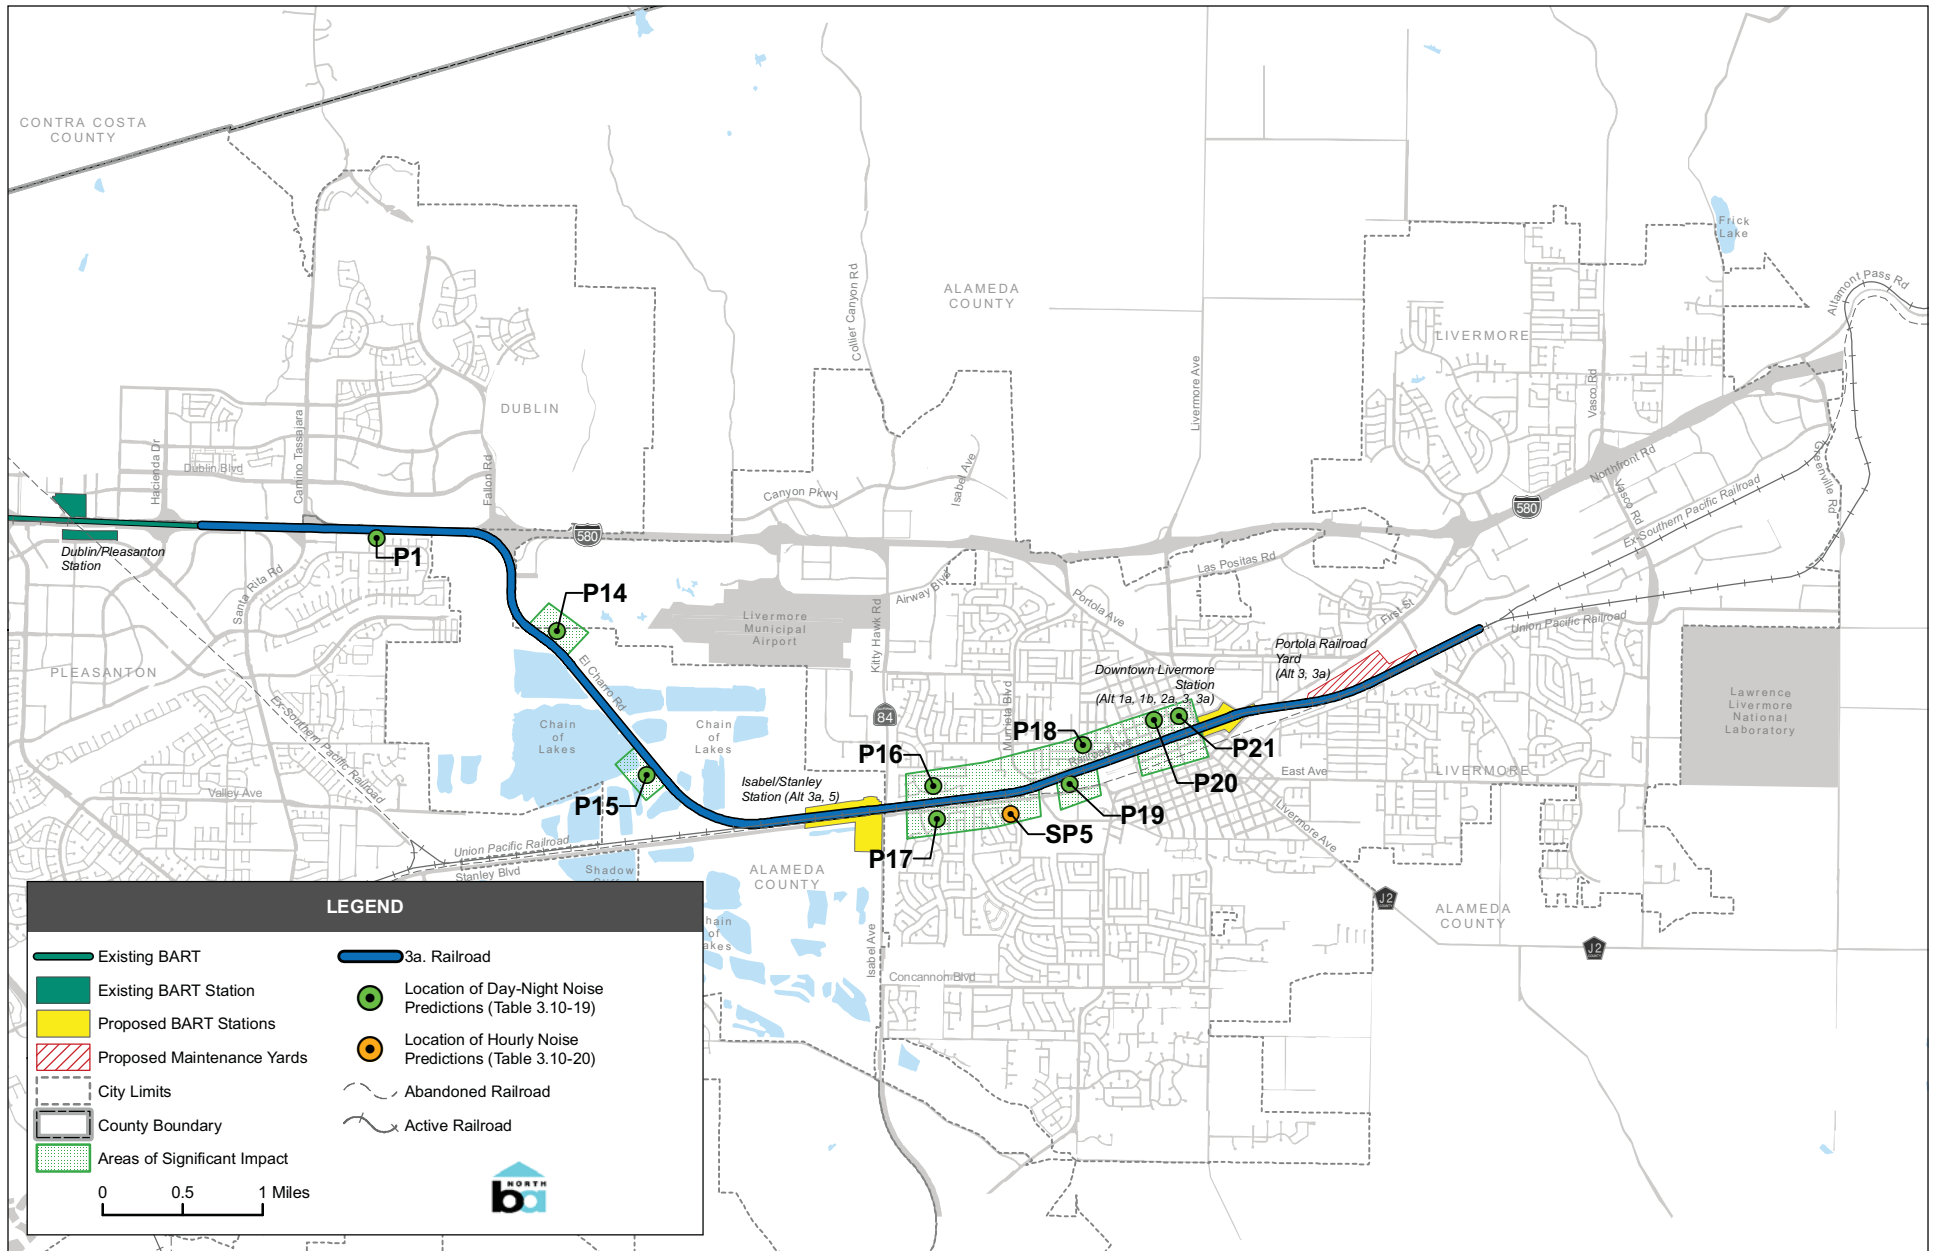 CONTRA COSTA
COUNTY
Frick
Lake
Altamont Pass Rd
Collier Canyon Rd
ALAMEDA
COUNTY
LIVERMORE
Livermore Ave
Vasco Rd
DUBLIN
Hacienda Dr
Camino Tassajara
Dublin Blvd
Fallon Rd
Canyon Pkwy
Isabel Ave
Northfront Rd
Vasco Rd
Greenville Rd
Ex-Southern Pacific Railroad
580
580
Dublin/Pleasanton
Station
P1
Santa Rita Rd
P14
Las Positas Rd
Airway Blvd
Portola Ave
First St
Union Pacific Railroad
Livermore
Municipal
Airport
Kitty Hawk Rd
PLEASANTON
El Charro Rd
Portola Railroad
Yard
(Alt 3, 3a)
Downtown Livermore
Station
(Alt 1a, 1b, 2a, 3, 3a)
Lawrence
Livermore
National
Laboratory
Ex-Southern Pacific Railroad
Chain
of
Lakes
Chain
of
Lakes
84
Murrieta Blvd
Railroad Ave
P18
P21
P16
P20
P19
SP5
P17
P15
Isabel/Stanley
Station (Alt 3a, 5)
East Ave
LIVERMORE
Valley Ave
Livermore Ave
Union Pacific Railroad
Stanley Blvd
Shadow
ALAMEDA
COUNTY
J2
COUNTY
ALAMEDA
COUNTY
J2
COUNTY
Isabel Ave
Concannon Blvd
hain
of
akes
LEGEND
Existing BART
Existing BART Station
Proposed BART Stations
Proposed Maintenance Yards
City Limits
County Boundary
Areas of Significant Impact
0 0.5 1 Miles
3a. Railroad
Location of Day-Night Noise
Predictions (Table 3.10-19)
Location of Hourly Noise
Predictions (Table 3.10-20)
Abandoned Railroad
Active Railroad
NORTH
ba